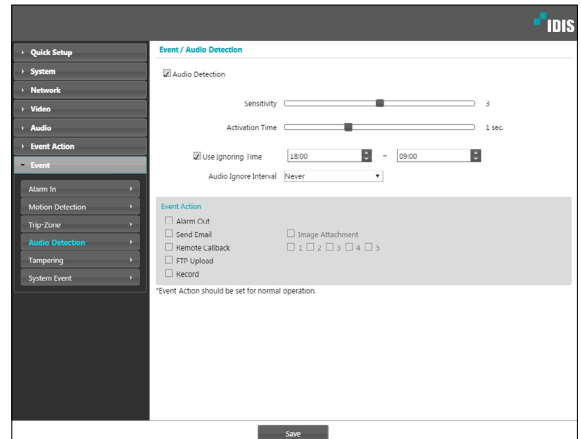 IDIS
Quick Setup
System
Network
Video
Audio
Event Action
Event
Alarm In
Motion Detection
Trip-Zone
Audio Detection
Tampering
System Event
Event / Audio Detection
Audio Detection
Sensitivity 3
Activation Time 1 sec.
Use Ignoring Time 18:00 ~ 09:00
Audio Ignore Interval Never
Event Action
Alarm Out
Send Email Image Attachment
Remote Callback 1 2 3 4 5
FTP Upload
Record
*Event Action should be set for normal operation.
Save